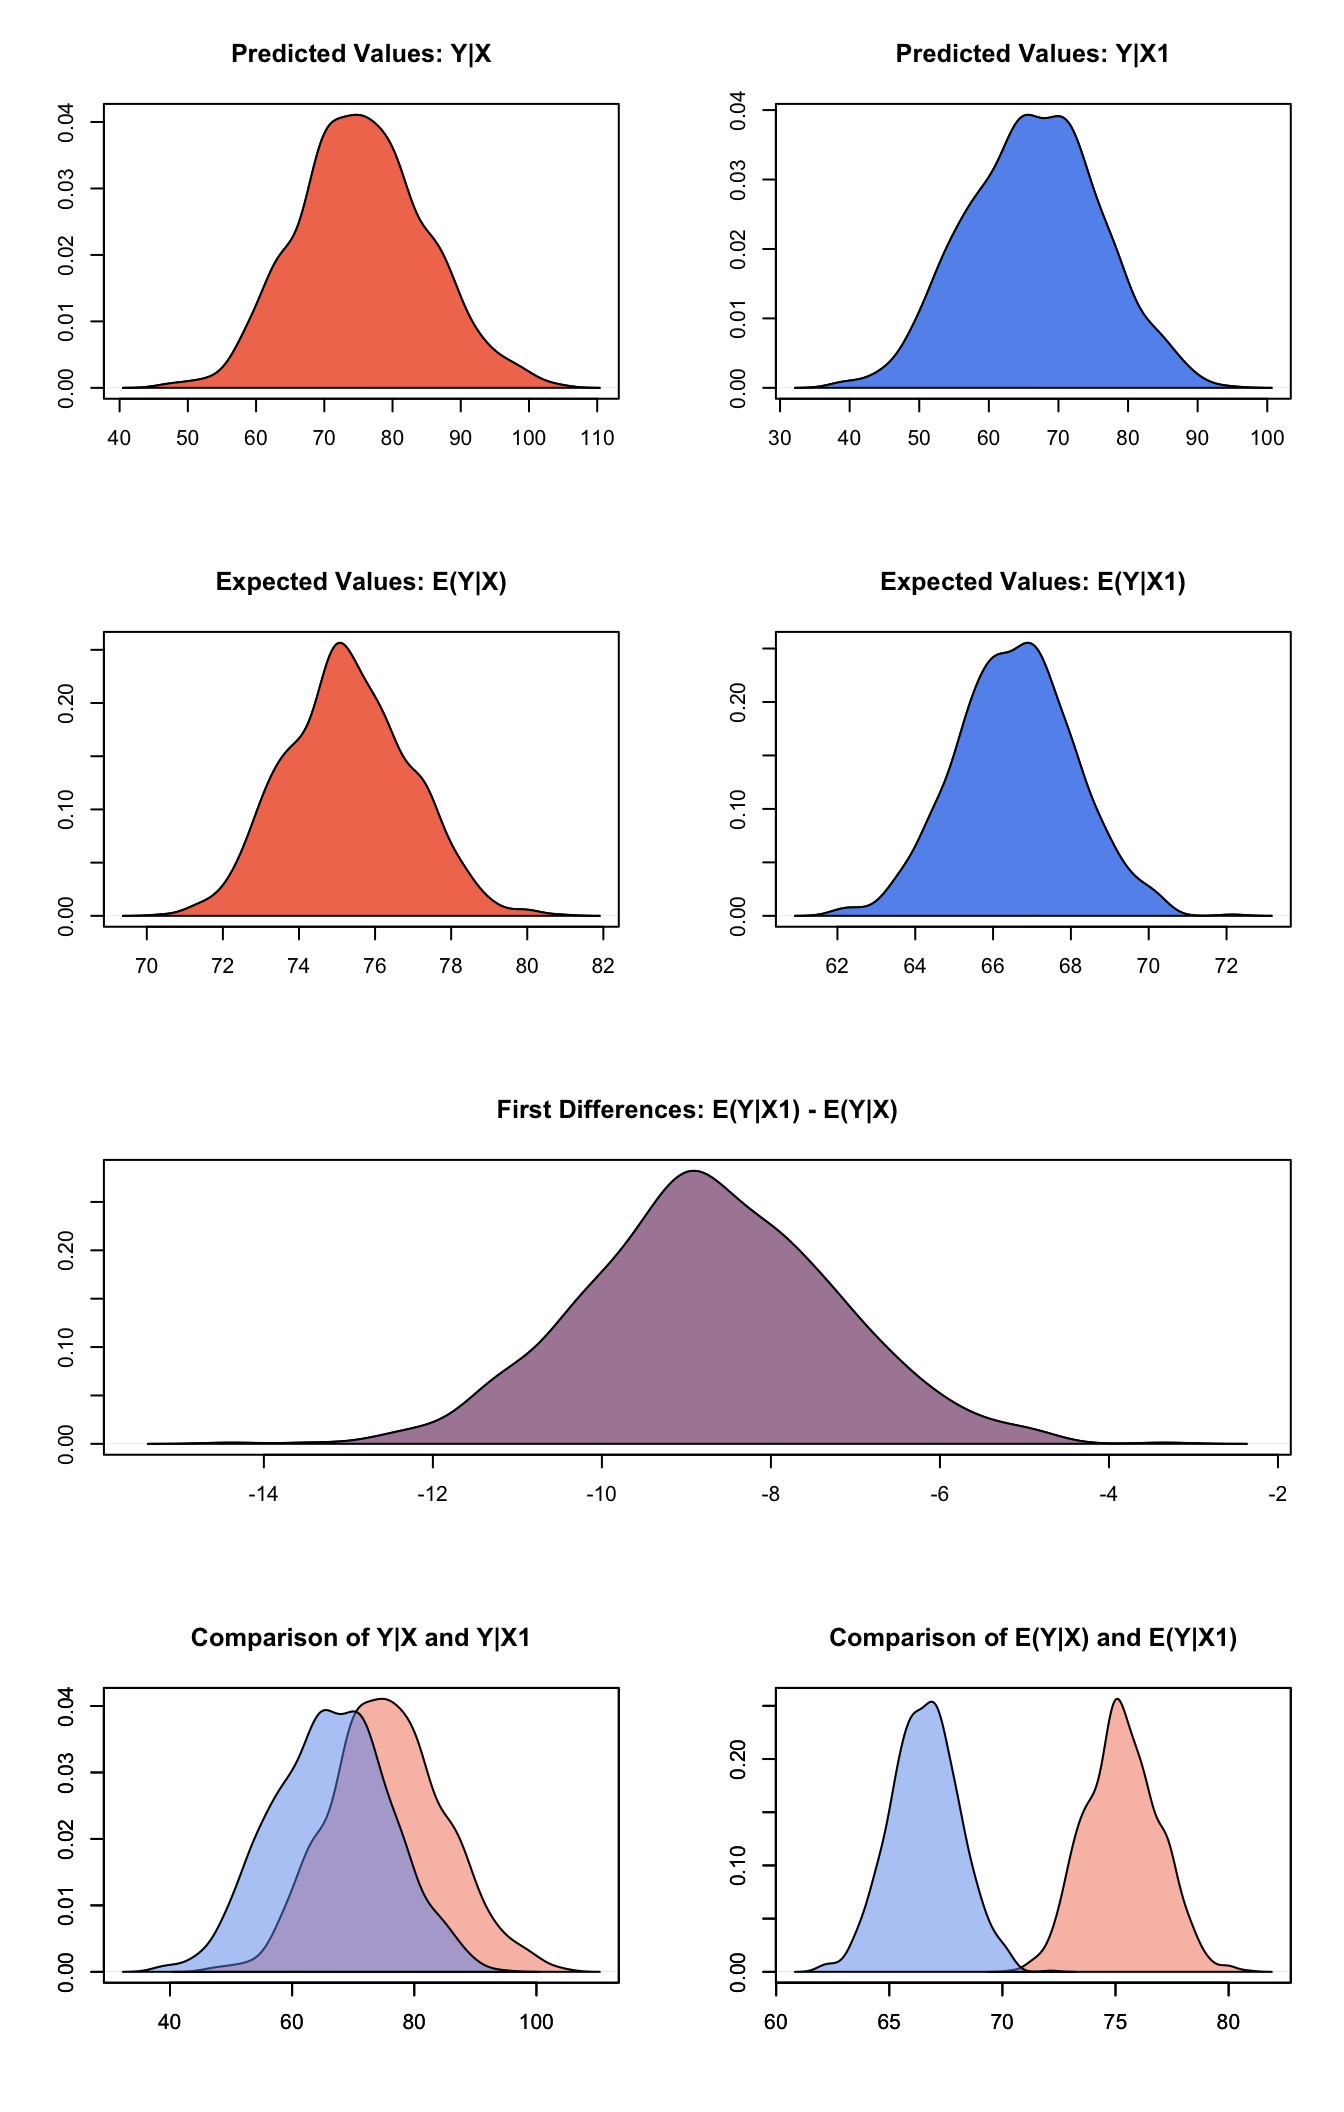 Predicted Values: Y|X
0.00 0.01 0.02 0.03 0.04
40 50 60 70 80 90 100 110
Predicted Values: Y|X1
0.00 0.01 0.02 0.03 0.04
30 40 50 60 70 80 90 100
Expected Values: E(Y|X)
0.00 0.10 0.20
70 72 74 76 78 80 82
Expected Values: E(Y|X1)
0.00 0.10 0.20
62 64 66 68 70 72
First Differences: E(Y|X1) - E(Y|X)
0.00 0.10 0.20
-14 -12 -10 -8 -6 -4 -2
Comparison of Y|X and Y|X1
0.00 0.01 0.02 0.03 0.04
40 60 80 100
Comparison of E(Y|X) and E(Y|X1)
0.00 0.10 0.20
60 65 70 75 80